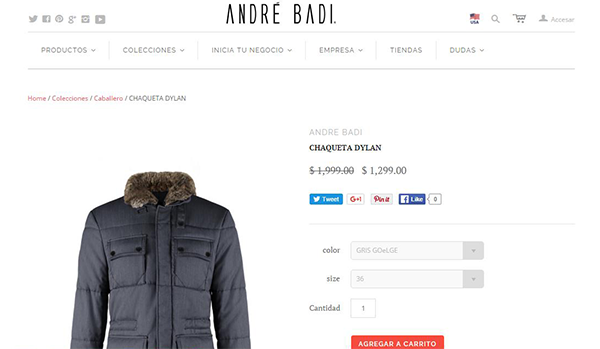 ANDRÉ BADI.
USA
Accesar
PRODUCTOS COLECCIONES INICIA TU NEGOCIO EMPRESA TIENDAS DUDAS
Home / Colecciones / Caballero / CHAQUETA DYLAN
ANDRE BADI
CHAQUETA DYLAN
$ 1,999.00 $ 1,299.00
Tweet G+1 Pin it Like 0
color GRIS GOeLGE
size 36
Cantidad 1
AGREGAR A CARRITO